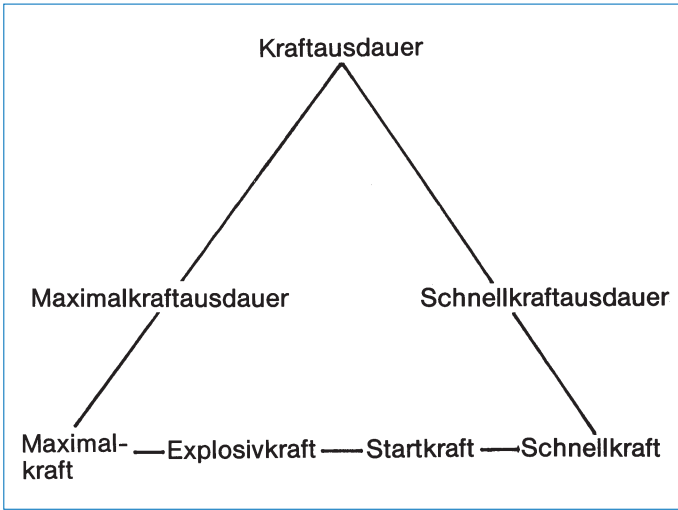 Kraftausdauer
Maximalkraftausdauer Schnellkraftausdauer
Maximal-
kraft
Explosivkraft Startkraft Schnellkraft